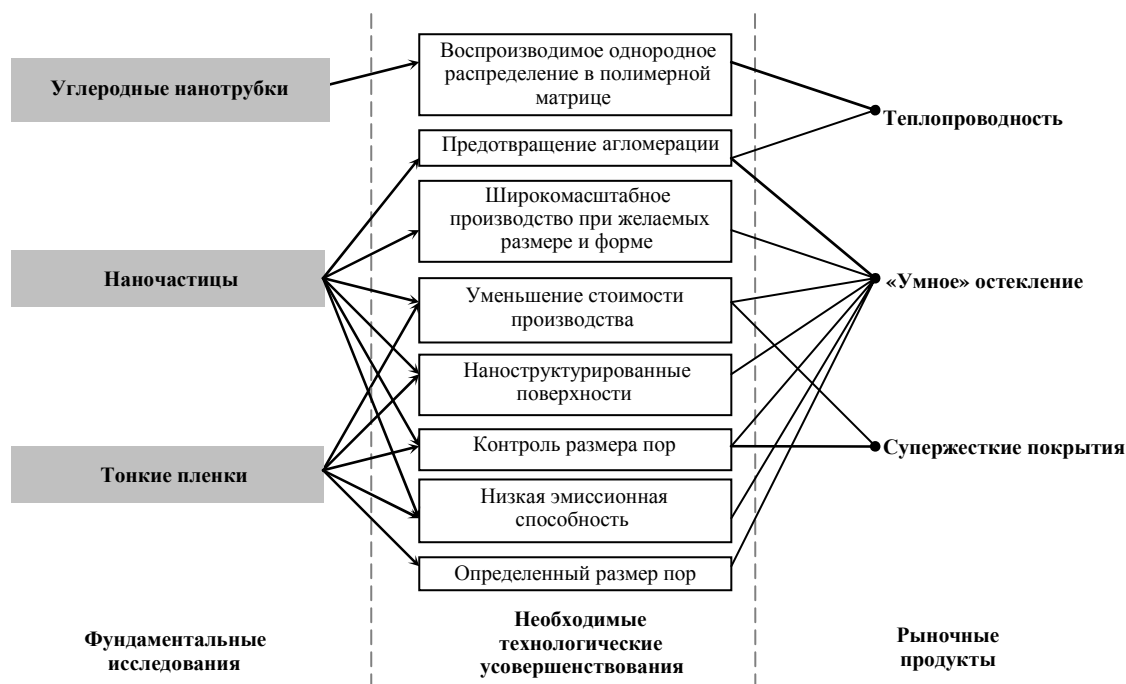 Углеродные нанотрубки
Наночастицы
Тонкие пленки
Фундаментальные
исследования
Воспроизводимое однородное
распределение в полимерной
матрице
Предотвращение агломерации
Широкомасштабное
производство при желаемых
размере и форме
Уменьшение стоимости
производства
Наноструктурированные
поверхности
Контроль размера пор
Низкая эмиссионная
способность
Определенный размер пор
Необходимые
технологические
усовершенствования
Теплопроводность
«Умное» остекление
Супержесткие покрытия
Рыночные
продукты